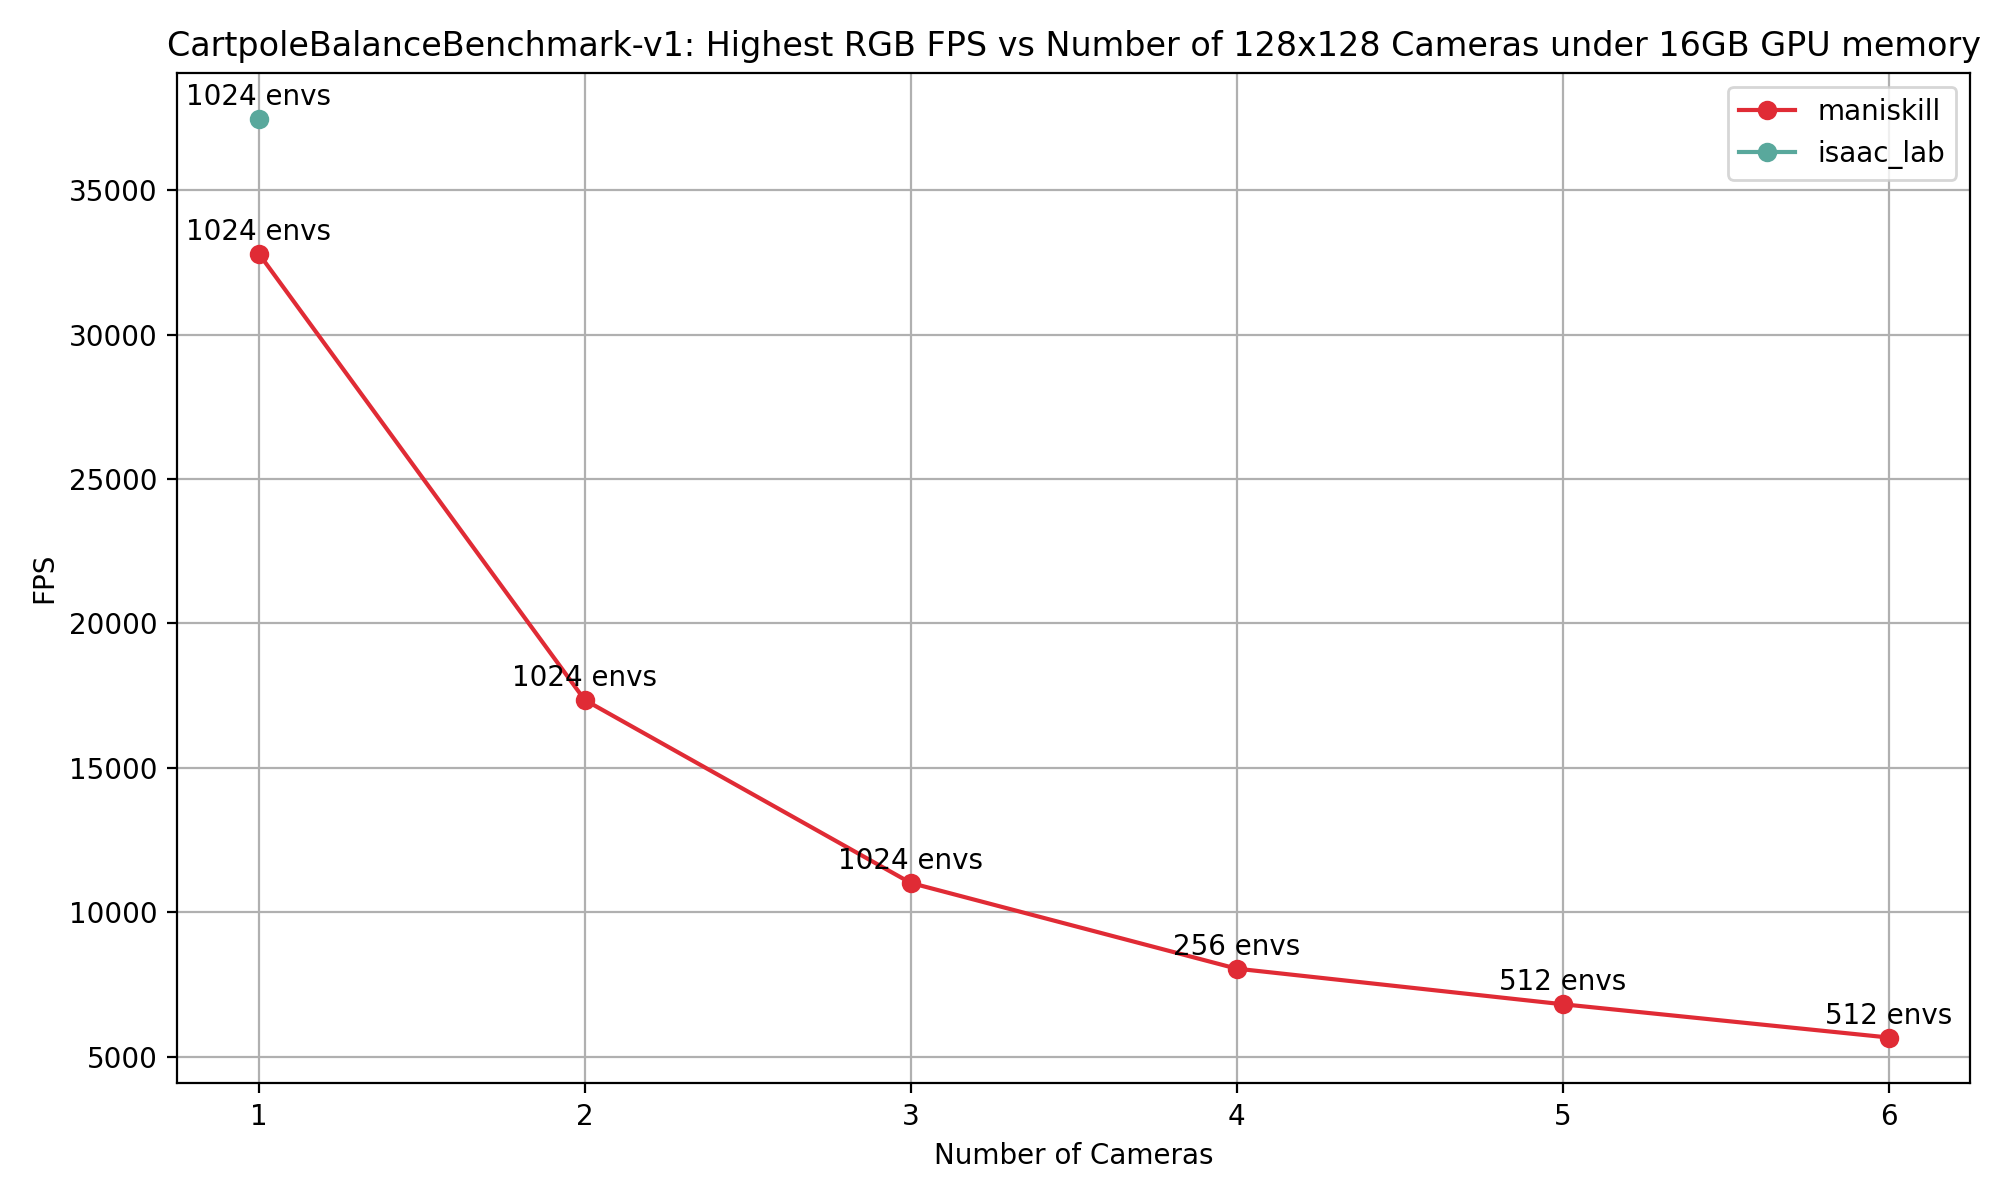 CartpoleBalanceBenchmark-v1: Highest RGB FPS vs Number of 128x128 Cameras under 16GB GPU memory
maniskill
isaac_lab
FPS
35000
30000
25000
20000
15000
10000
5000
1024 envs
1024 envs
1024 envs
1024 envs
256 envs
512 envs
512 envs
1
2
3
4
5
6
Number of Cameras